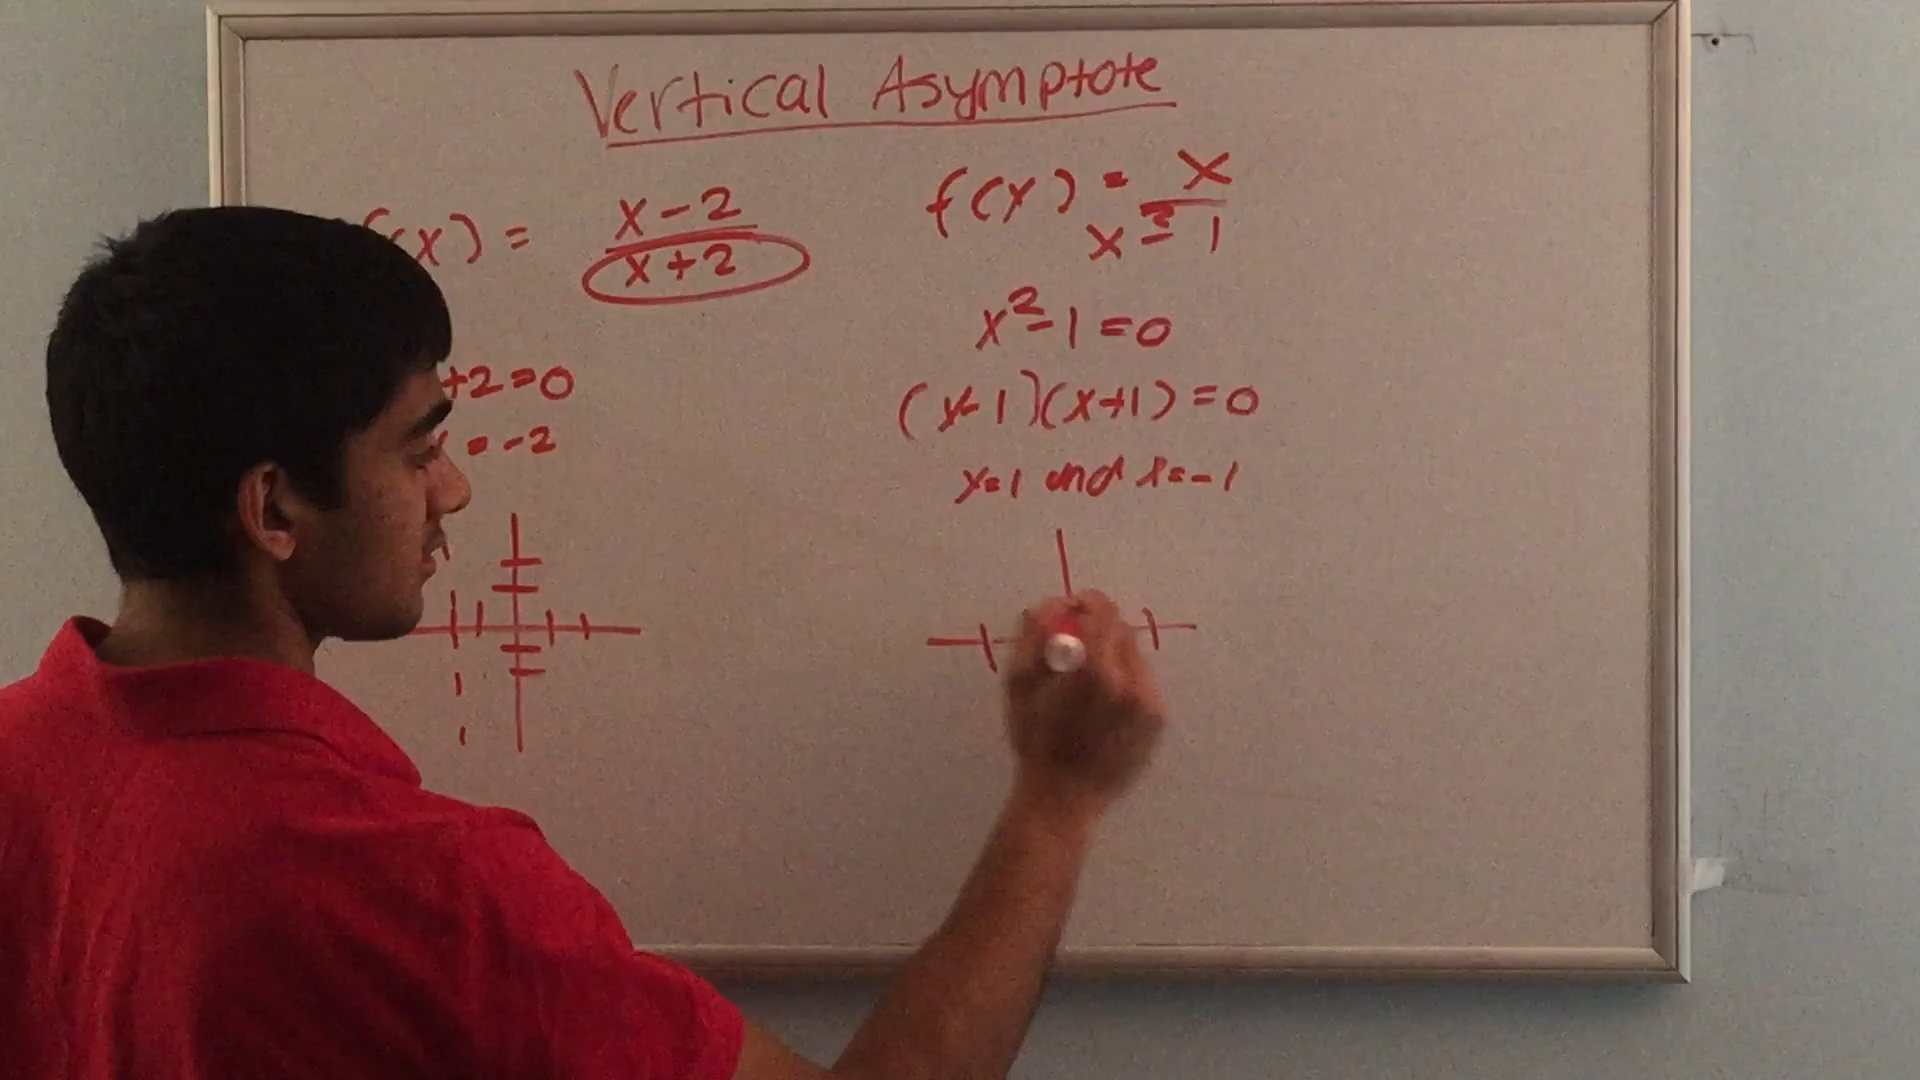 Vertical Asymptote
f(x) = x-2
x+2
+2=0
x = -2
f(x) = x
x²-1
x²-1=0
(x-1)(x+1)=0
x=1 and x=-1